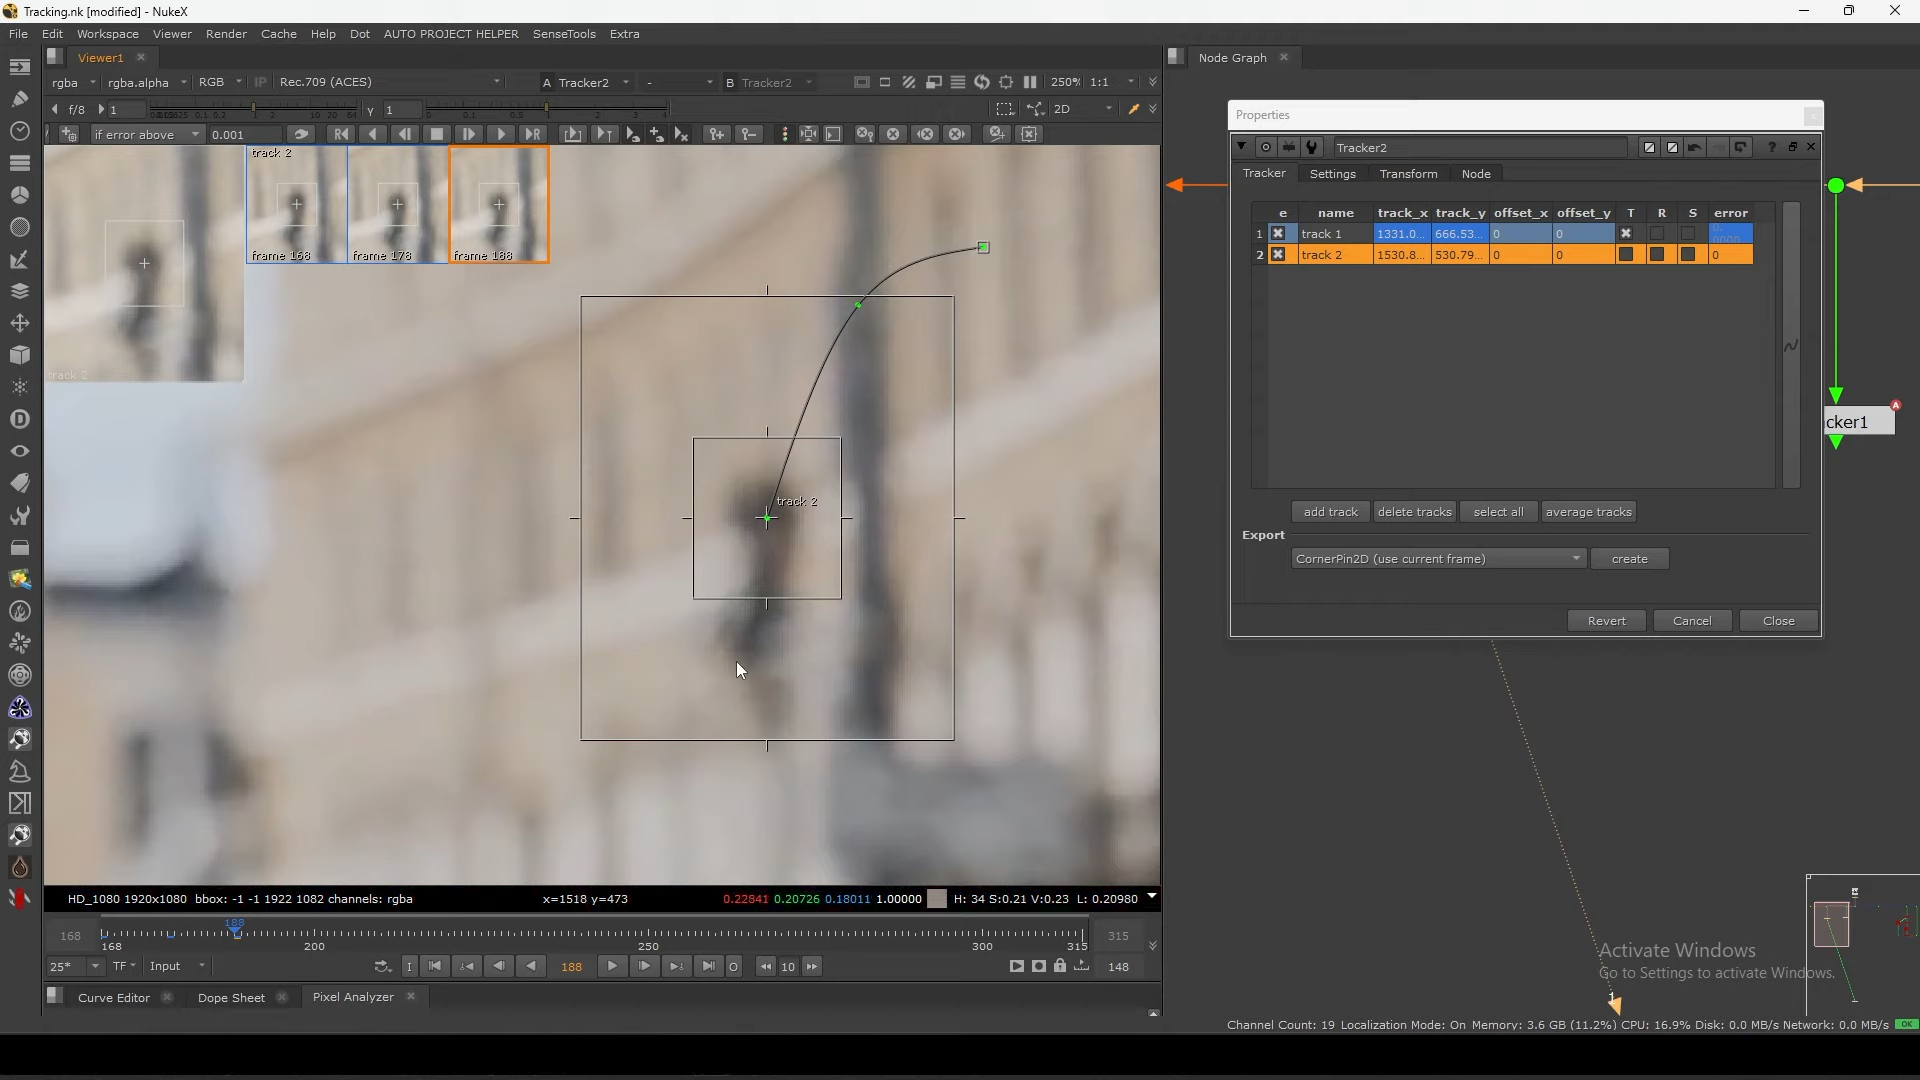 Tracking.nk [modified] - NukeX
File Edit Workspace Viewer Render Cache Help Dot AUTO PROJECT HELPER SenseTools Extra
Viewer1
Node Graph
rgba rgba.alpha RGB IP Rec.709 (ACES) A Tracker2 - B Tracker2 250% 1:1
f/8 1 γ 1 2D
if error above 0.001
track 2
frame 168 frame 178 frame 188
track 2
track 2
Properties
Tracker2
Tracker Settings Transform Node
e name track_x track_y offset_x offset_y T R S error
1 track 1 1331.0... 666.53... 0 0
2 track 2 1530.8... 530.79... 0 0 0
add track delete tracks select all average tracks
Export
CornerPin2D (use current frame) create
Revert Cancel Close
cker1
A
HD_1080 1920x1080 bbox: -1 -1 1922 1082 channels: rgba x=1518 y=473 0.22841 0.20726 0.18011 1.00000 H: 34 S:0.21 V:0.23 L: 0.20980
168 188 315
168 200 250 300 315
25* TF Input I 188 O 10 148
Curve Editor Dope Sheet Pixel Analyzer
Activate Windows
Go to Settings to activate Windows.
1
Channel Count: 19 Localization Mode: On Memory: 3.6 GB (11.2%) CPU: 16.9% Disk: 0.0 MB/s Network: 0.0 MB/s OK